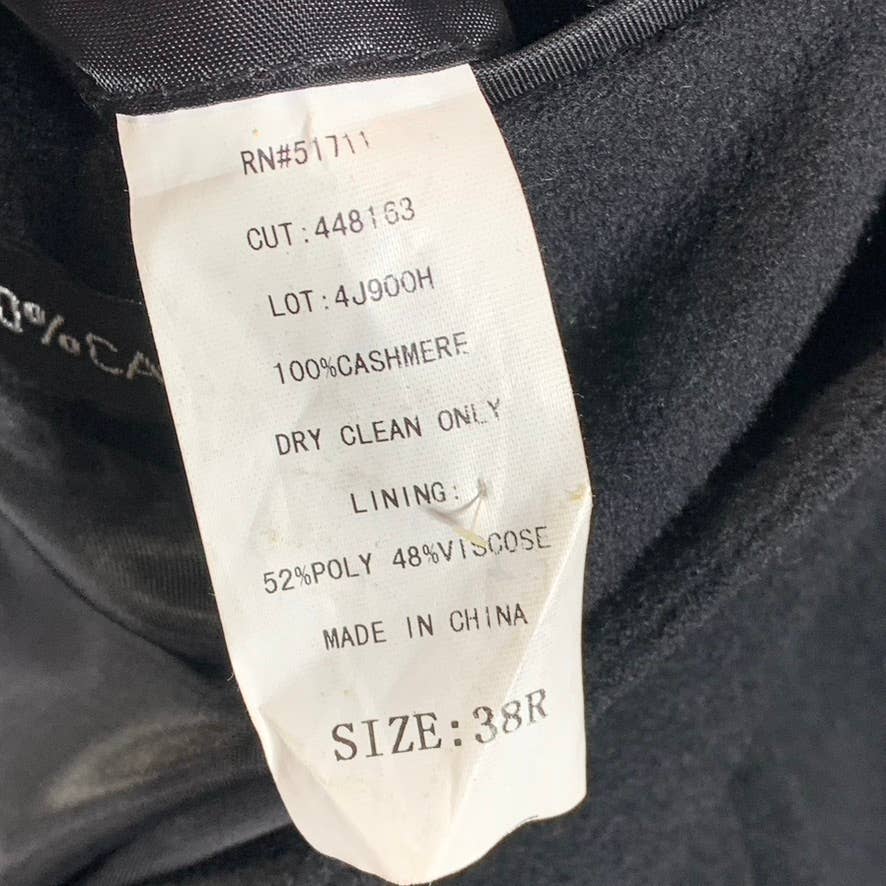 RN#51711
CUT:448163
LOT:4J900H
100%CASHMERE
DRY CLEAN ONLY
LINING:
52%POLY 48%VISCOSE
MADE IN CHINA
SIZE:38R